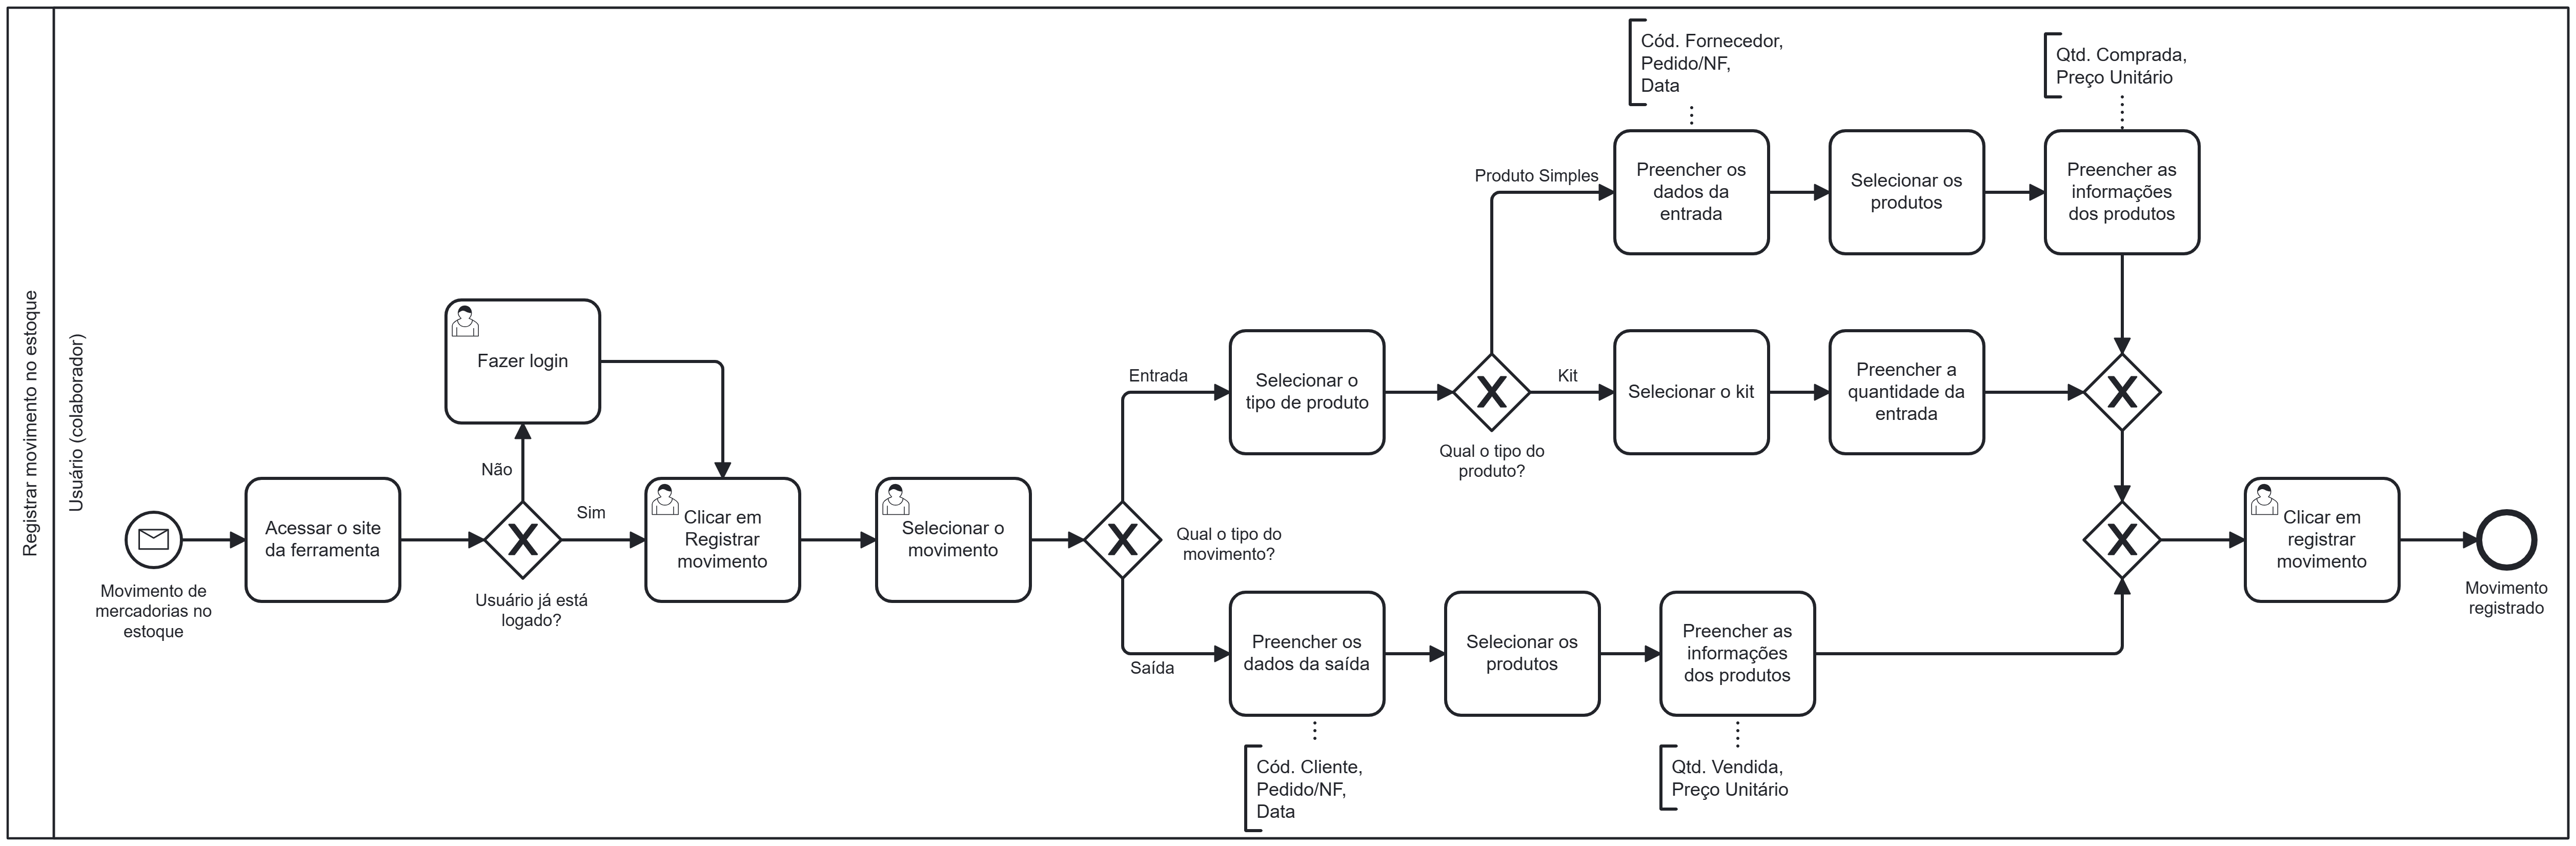 Registrar movimento no estoque
Usuário (colaborador)
Movimento de
mercadorias no
estoque
Acessar o site
da ferramenta
Usuário já está
logado?
Não
Sim
Fazer login
Clicar em
Registrar
movimento
Selecionar o
movimento
Qual o tipo do
movimento?
Entrada
Selecionar o
tipo de produto
Qual o tipo do
produto?
Produto Simples
Cód. Fornecedor,
Pedido/NF,
Data
Preencher os
dados da
entrada
Selecionar os
produtos
Qtd. Comprada,
Preço Unitário
Preencher as
informações
dos produtos
Kit
Selecionar o kit
Preencher a
quantidade da
entrada
Saída
Preencher os
dados da saída
Cód. Cliente,
Pedido/NF,
Data
Selecionar os
produtos
Preencher as
informações
dos produtos
Qtd. Vendida,
Preço Unitário
Clicar em
registrar
movimento
Movimento
registrado